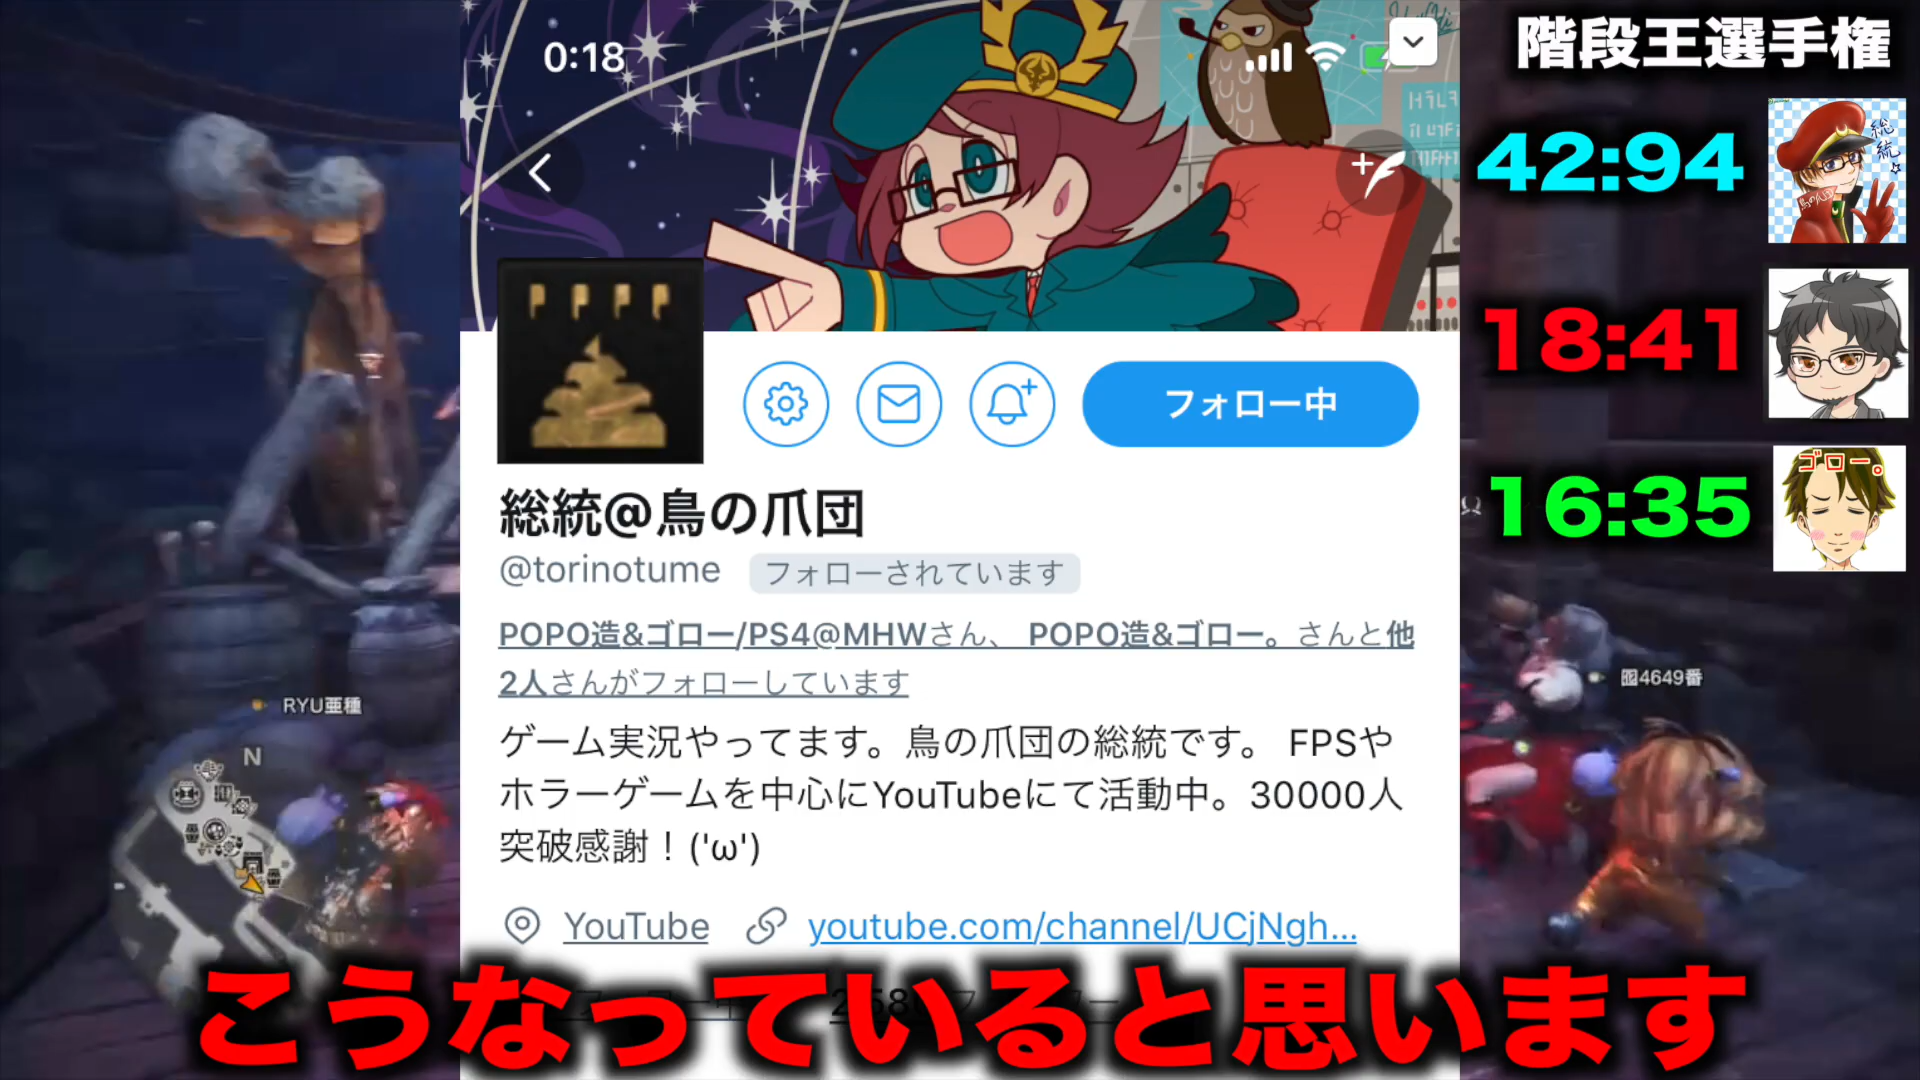 0:18
階段王選手権
42:94
総統
鳥の爪団
18:41
ゴロー。
16:35
フォロー中
総統@鳥の爪団
@torinotume
フォローされています
POPO造&ゴロー/PS4@MHWさん、 POPO造&ゴロー。さんと他
2人さんがフォローしています
ゲーム実況やってます。鳥の爪団の総統です。 FPSや
ホラーゲームを中心にYouTubeにて活動中。30000人
突破感謝！('ω')
YouTube
youtube.com/channel/UCjNgh...
RYU亜種
N
囮4649番
こうなっていると思います